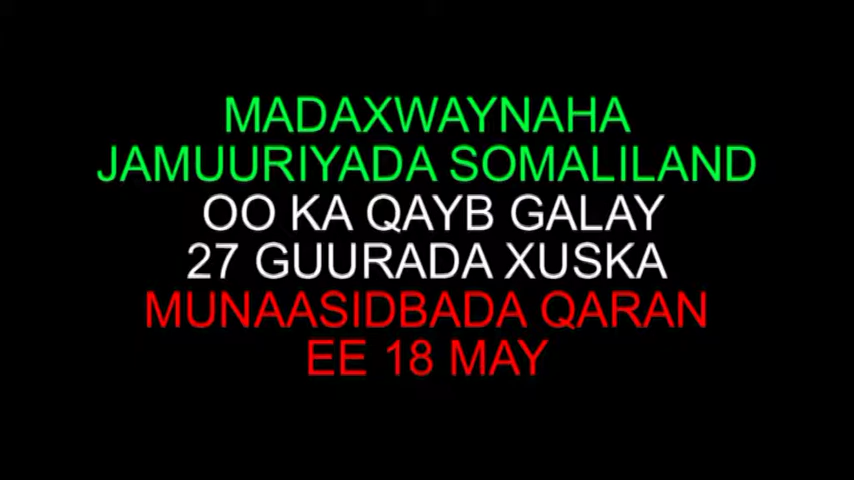 MADAXWAYNAHA
JAMUURIYADA SOMALILAND
OO KA QAYB GALAY
27 GUURADA XUSKA
MUNAASIDBADA QARAN
EE 18 MAY